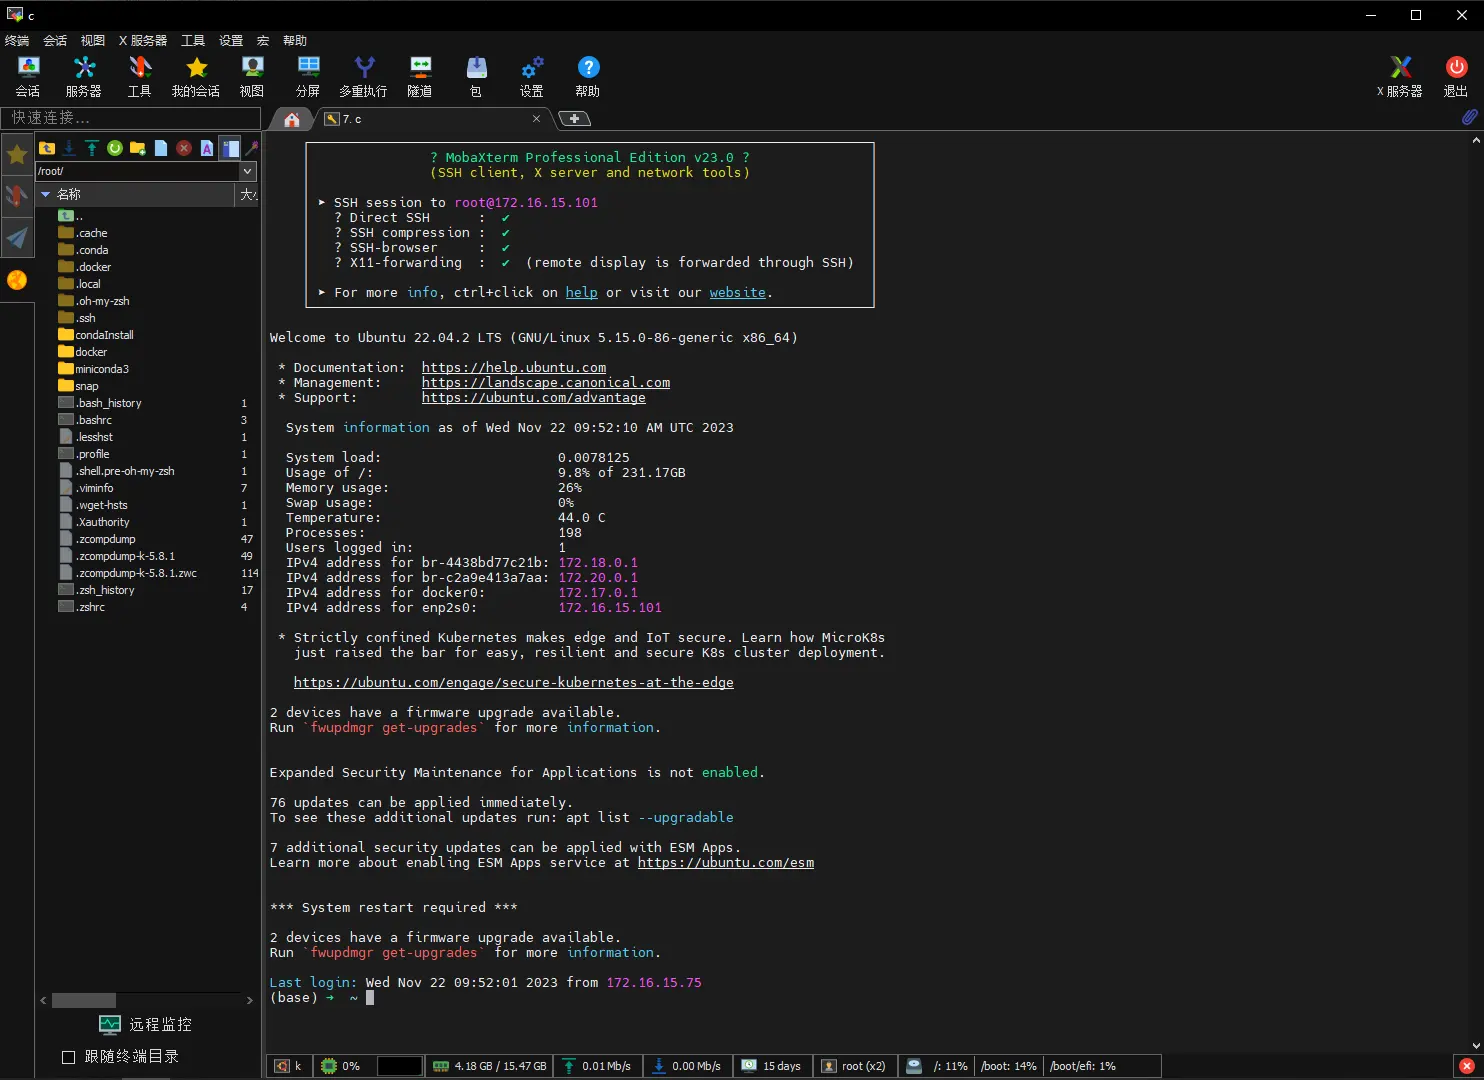 c
终端 会话 视图 X 服务器 工具 设置 宏 帮助
会话 服务器 工具 我的会话 视图 分屏 多重执行 隧道 包 设置 帮助 X 服务器 退出
快速连接...
7. c
/root/
名称 大小
..
.cache
.conda
.docker
.local
.oh-my-zsh
.ssh
condaInstall
docker
miniconda3
snap
.bash_history 1
.bashrc 3
.lesshst 1
.profile 1
.shell.pre-oh-my-zsh 1
.viminfo 7
.wget-hsts 1
.Xauthority 1
.zcompdump 47
.zcompdump-k-5.8.1 49
.zcompdump-k-5.8.1.zwc 114
.zsh_history 17
.zshrc 4
远程监控
跟随终端目录
? MobaXterm Professional Edition v23.0 ?
(SSH client, X server and network tools)
➤ SSH session to root@172.16.15.101
? Direct SSH : ✔
? SSH compression : ✔
? SSH-browser : ✔
? X11-forwarding : ✔ (remote display is forwarded through SSH)
➤ For more info, ctrl+click on help or visit our website.
Welcome to Ubuntu 22.04.2 LTS (GNU/Linux 5.15.0-86-generic x86_64)
* Documentation: https://help.ubuntu.com
* Management: https://landscape.canonical.com
* Support: https://ubuntu.com/advantage
System information as of Wed Nov 22 09:52:10 AM UTC 2023
System load: 0.0078125
Usage of /: 9.8% of 231.17GB
Memory usage: 26%
Swap usage: 0%
Temperature: 44.0 C
Processes: 198
Users logged in: 1
IPv4 address for br-4438bd77c21b: 172.18.0.1
IPv4 address for br-c2a9e413a7aa: 172.20.0.1
IPv4 address for docker0: 172.17.0.1
IPv4 address for enp2s0: 172.16.15.101
* Strictly confined Kubernetes makes edge and IoT secure. Learn how MicroK8s
just raised the bar for easy, resilient and secure K8s cluster deployment.
https://ubuntu.com/engage/secure-kubernetes-at-the-edge
2 devices have a firmware upgrade available.
Run `fwupdmgr get-upgrades` for more information.
Expanded Security Maintenance for Applications is not enabled.
76 updates can be applied immediately.
To see these additional updates run: apt list --upgradable
7 additional security updates can be applied with ESM Apps.
Learn more about enabling ESM Apps service at https://ubuntu.com/esm
*** System restart required ***
2 devices have a firmware upgrade available.
Run `fwupdmgr get-upgrades` for more information.
Last login: Wed Nov 22 09:52:01 2023 from 172.16.15.75
(base) ➜ ~
k 0% 4.18 GB / 15.47 GB 0.01 Mb/s 0.00 Mb/s 15 days root (x2) /: 11% /boot: 14% /boot/efi: 1%